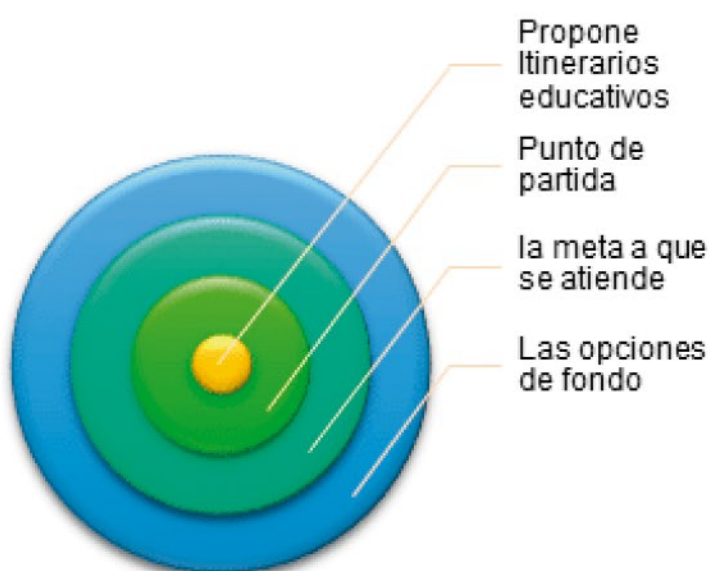 Propone
Itinerarios
educativos
Punto de
partida
la meta a que
se atiende
Las opciones
de fondo